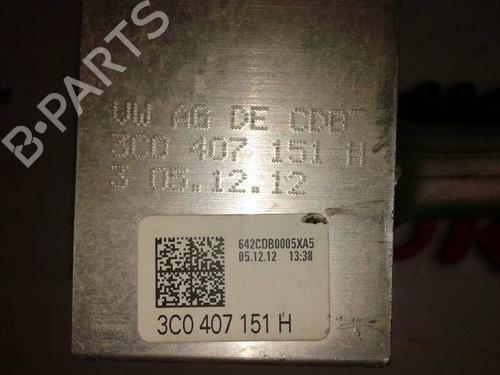 B-PARTS
VW AG DE CDB
3C0 407 151 H
3 05.12.12
642CDB0005XA5
05.12.12 13:38
3C0 407 151 H